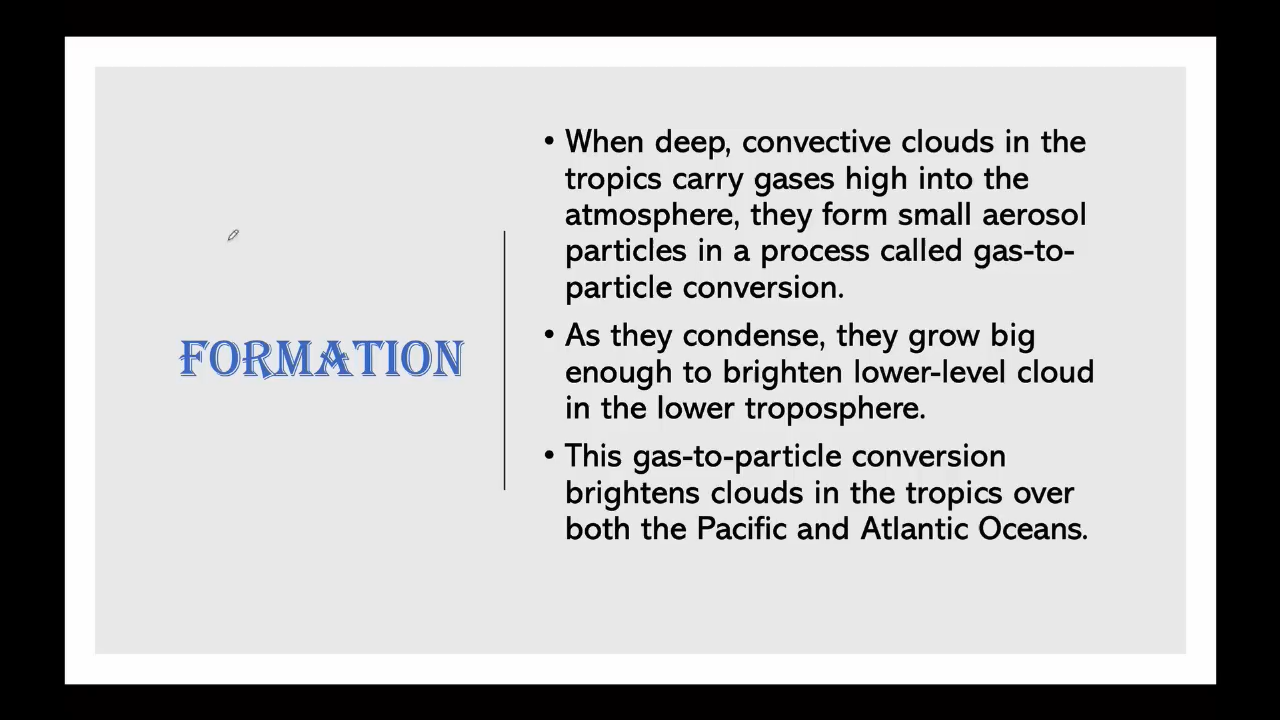 FORMATION
• When deep, convective clouds in the
tropics carry gases high into the
atmosphere, they form small aerosol
particles in a process called gas-to-
particle conversion.
• As they condense, they grow big
enough to brighten lower-level cloud
in the lower troposphere.
• This gas-to-particle conversion
brightens clouds in the tropics over
both the Pacific and Atlantic Oceans.